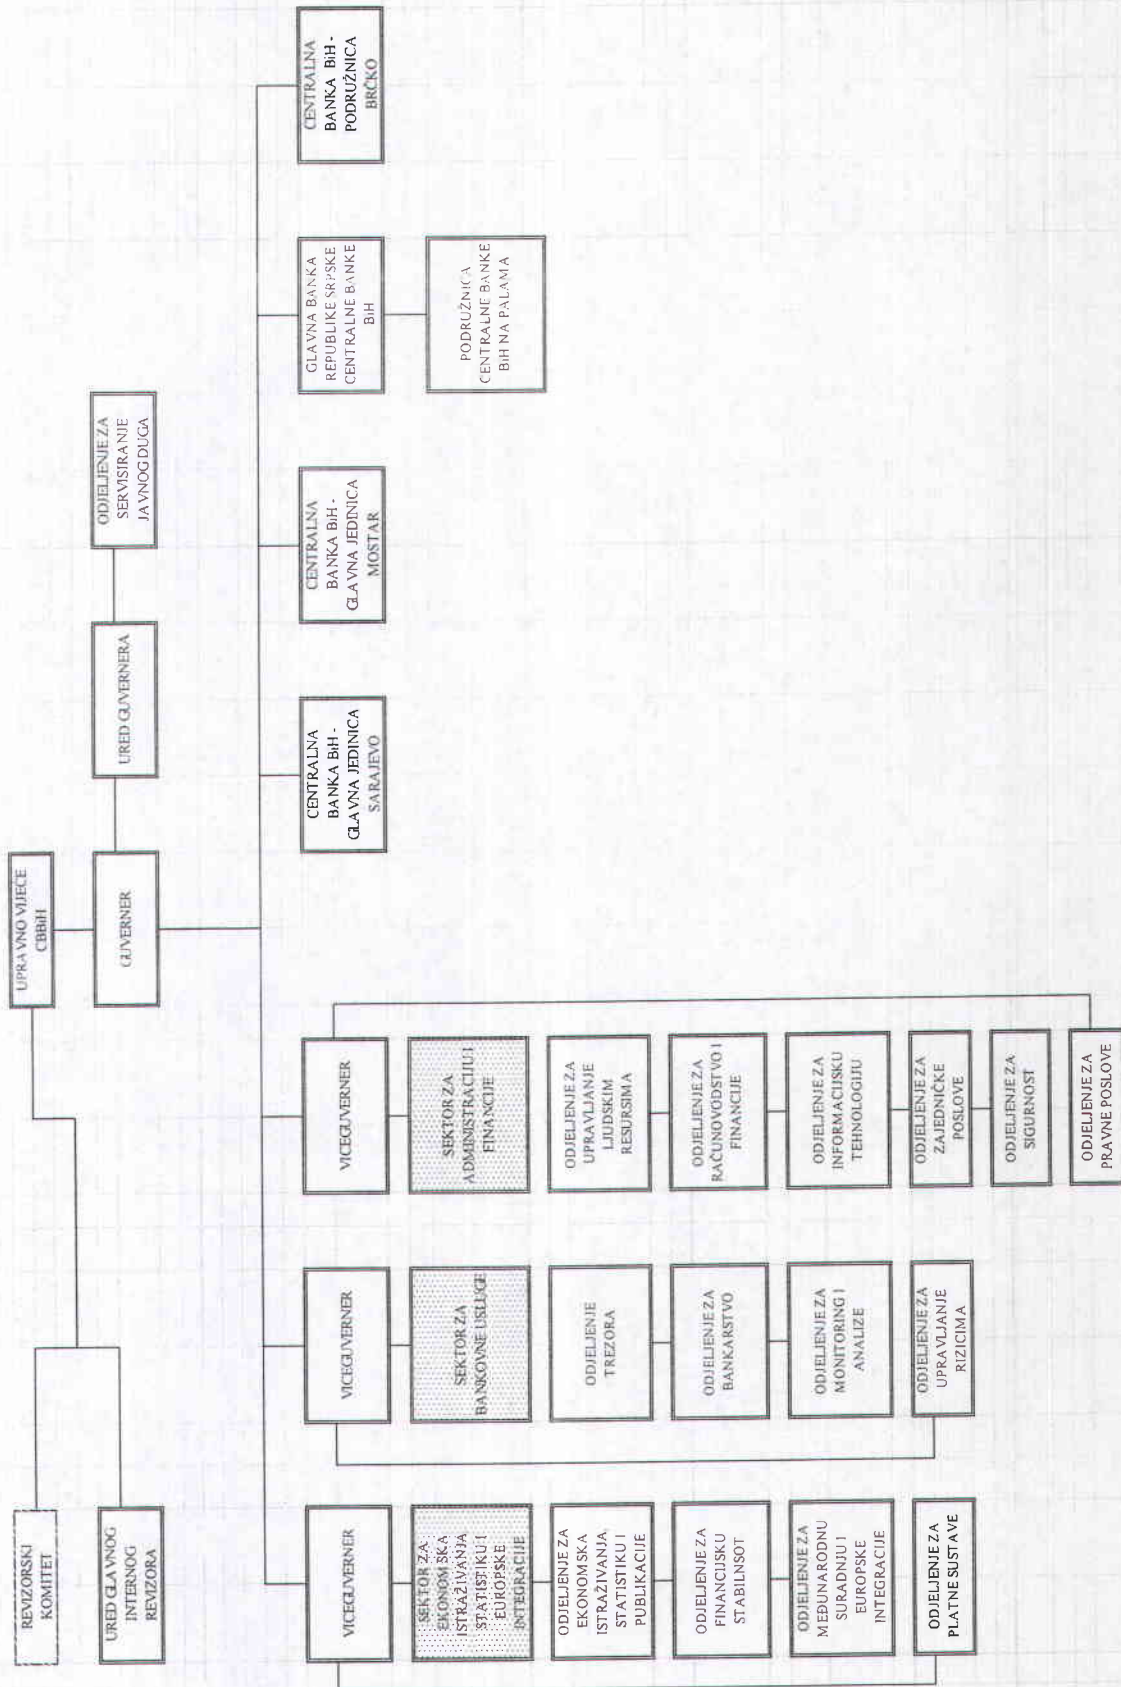 UPRAVNO VIJEĆE
CBBiH
REVIZORSKI
KOMITET
URED GLAVNOG
INTERNOG
REVIZORA
GUVERNER
URED GUVERNERA
ODJELJENJE ZA
SERVISIRANJE
JAVNOG DUGA
VICEGUVERNER
SEKTOR ZA
EKONOMSKA
ISTRAŽIVANJA
STATISTIKU I
EUROPSKE
INTEGRACIJE
ODJELJENJE ZA
EKONOMSKA
ISTRAŽIVANJA,
STATISTIKU I
PUBLIKACIJE
ODJELJENJE ZA
FINANCIJSKU
STABILNSOT
ODJELJENJE ZA
MEĐUNARODNU
SURADNJU I
EUROPSKE
INTEGRACIJE
ODJELJENJE ZA
PLATNE SUSTAVE
VICEGUVERNER
SEKTOR ZA
BANKOVNE USLUGE
ODJELJENJE
TREZORA
ODJELJENJE ZA
BANKARSTVO
ODJELJENJE ZA
MONITORING I
ANALIZE
ODJELJENJE ZA
UPRAVLJANJE
RIZICIMA
VICEGUVERNER
SEKTOR ZA
ADMINISTRACIJU I
FINANCIJE
ODJELJENJE ZA
UPRAVLJANJE
LJUDSKIM
RESURSIMA
ODJELJENJE ZA
RAČUNOVODSTVO I
FINANCIJE
ODJELJENJE ZA
INFORMACIJSKU
TEHNOLOGIJU
ODJELJENJE ZA
ZAJEDNIČKE
POSLOVE
ODJELJENJE ZA
SIGURNOST
ODJELJENJE ZA
PRAVNE POSLOVE
CENTRALNA
BANKA BiH -
GLAVNA JEDINICA
SARAJEVO
CENTRALNA
BANKA BiH -
GLAVNA JEDINICA
MOSTAR
GLAVNA BANKA
REPUBLIKE SRPSKE
CENTRALNE BANKE
BiH
PODRUŽNICA
CENTRALNE BANKE
BiH NA PALAMA
CENTRALNA
BANKA BiH -
PODRUŽNICA
BRČKO